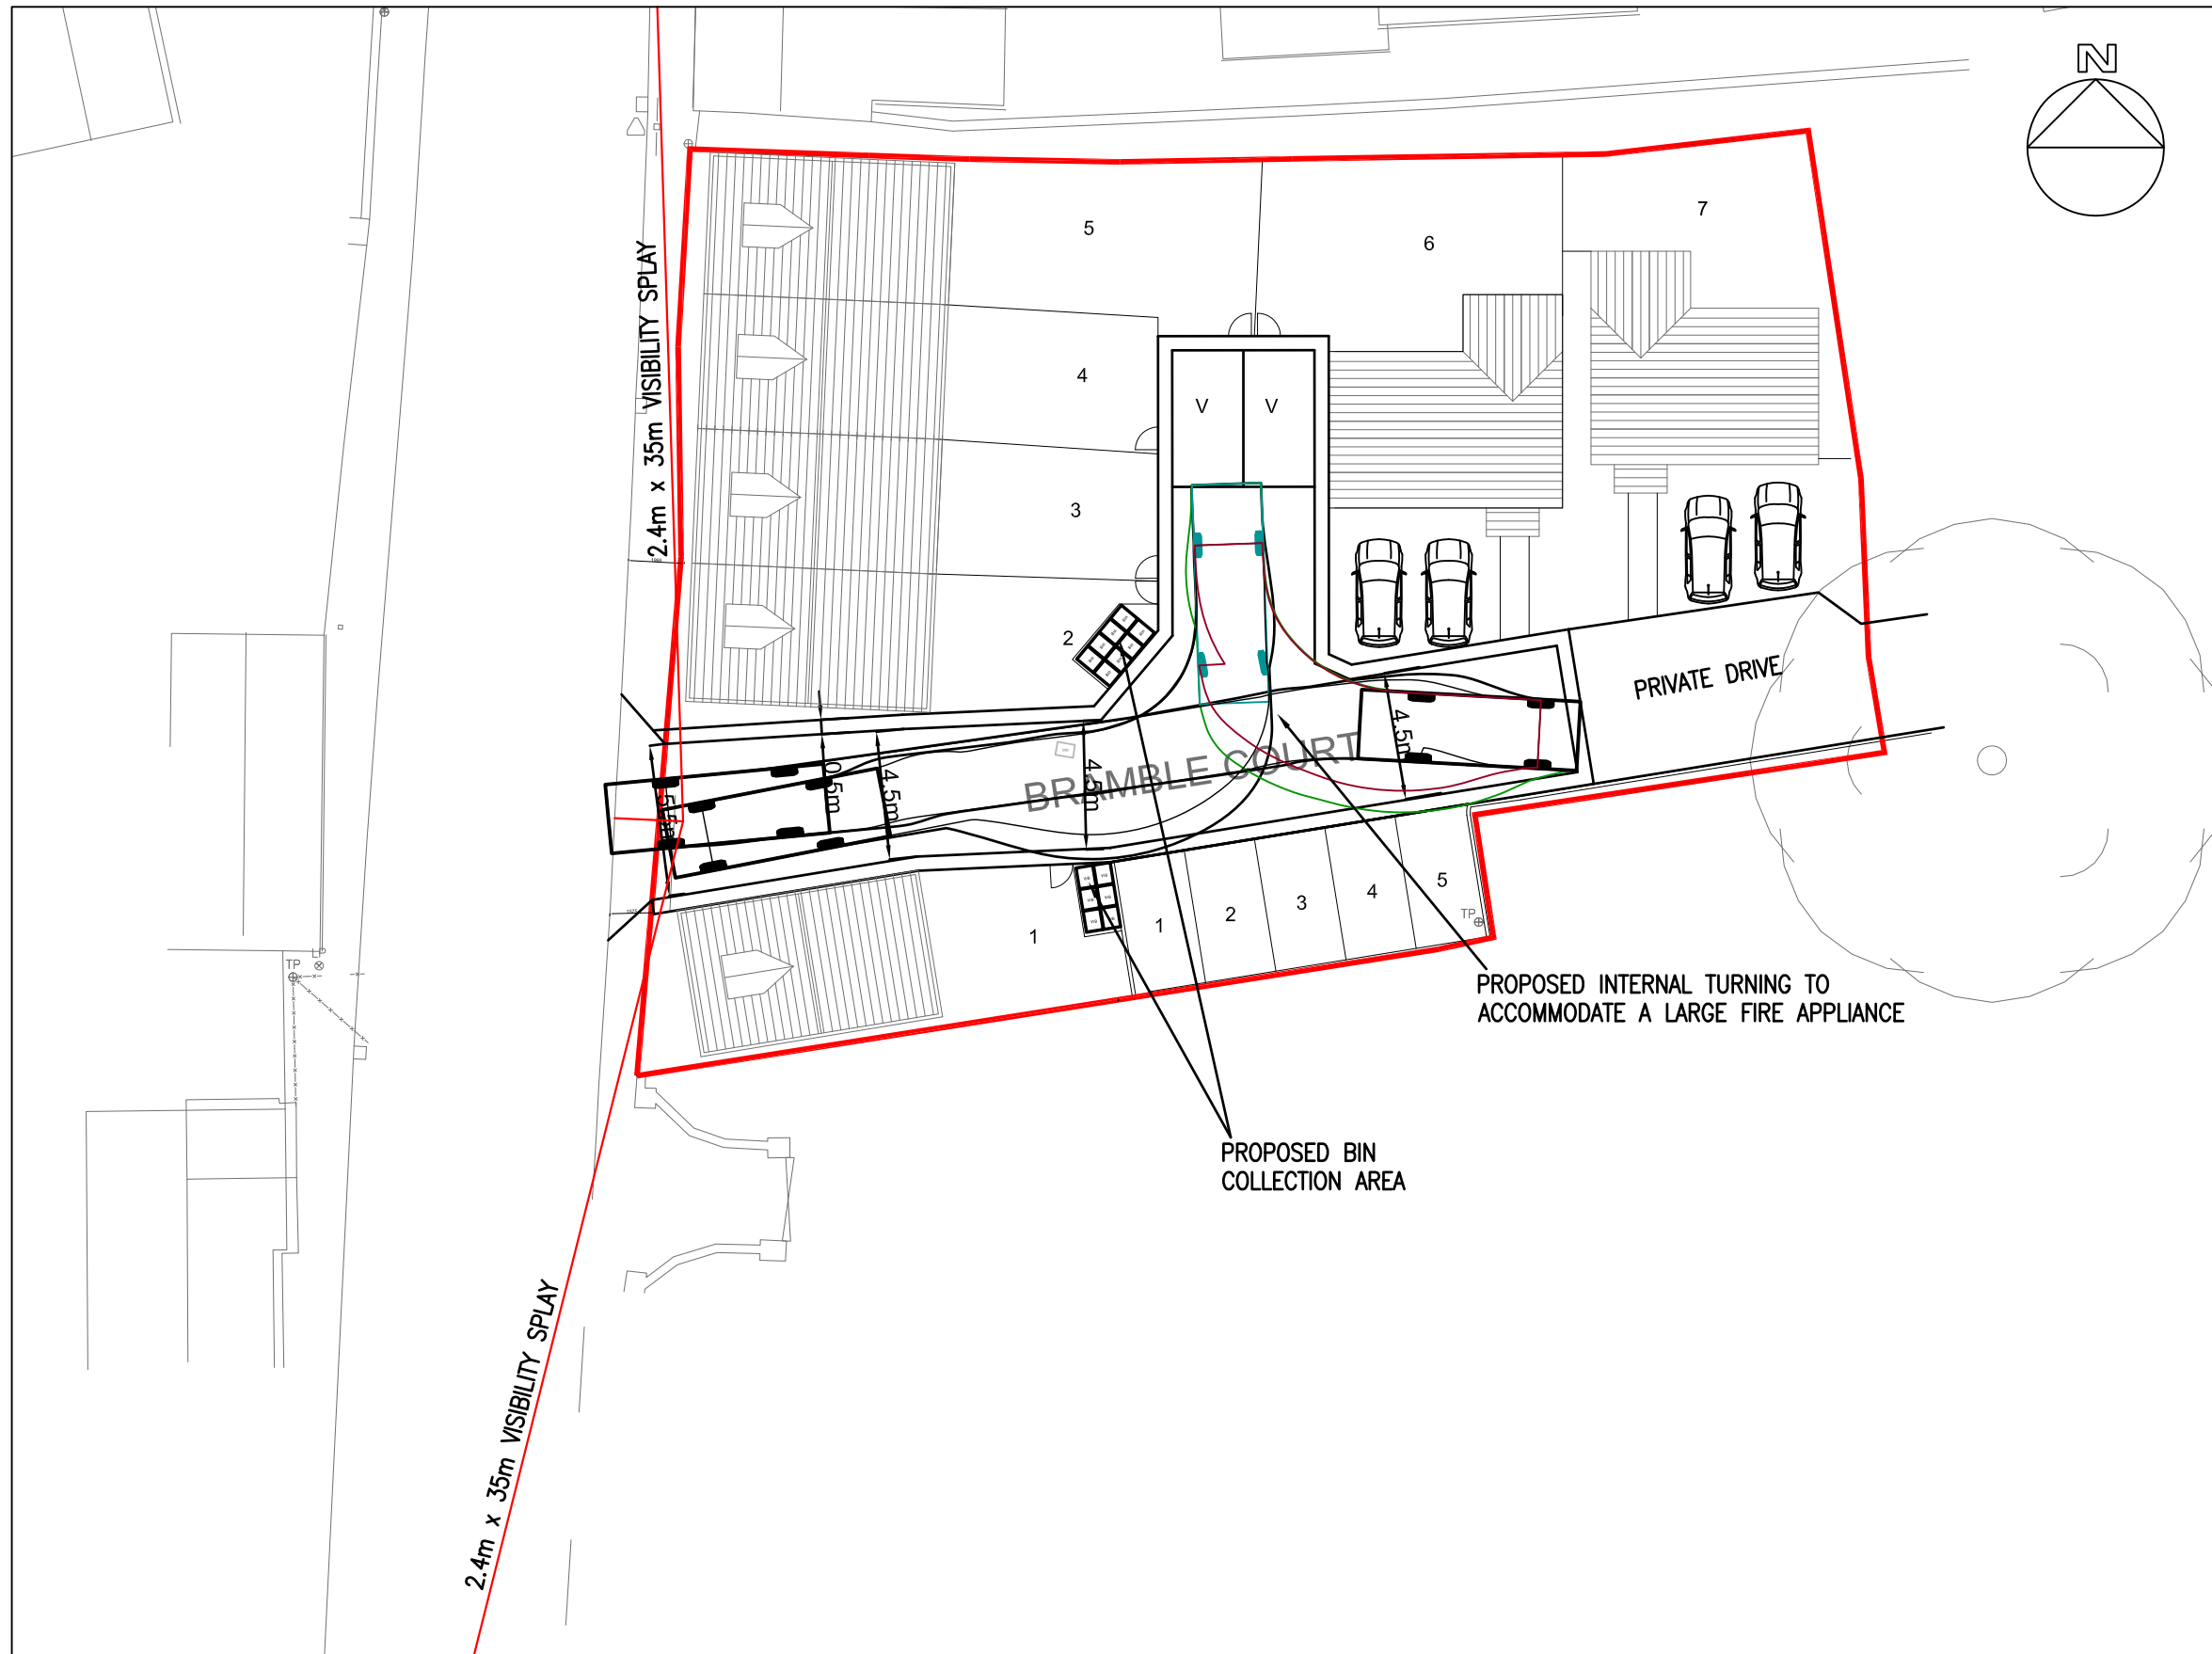 N
5
6
7
2.4m x 35m VISIBILITY SPLAY
4
V
V
3
2
PRIVATE DRIVE
4.5m
BRAMBLE COURT
4.5m
0.5m
4.5m
1
1
2
3
4
5
TP
LP
TP
PROPOSED INTERNAL TURNING TO
ACCOMMODATE A LARGE FIRE APPLIANCE
PROPOSED BIN
COLLECTION AREA
2.4m x 35m VISIBILITY SPLAY